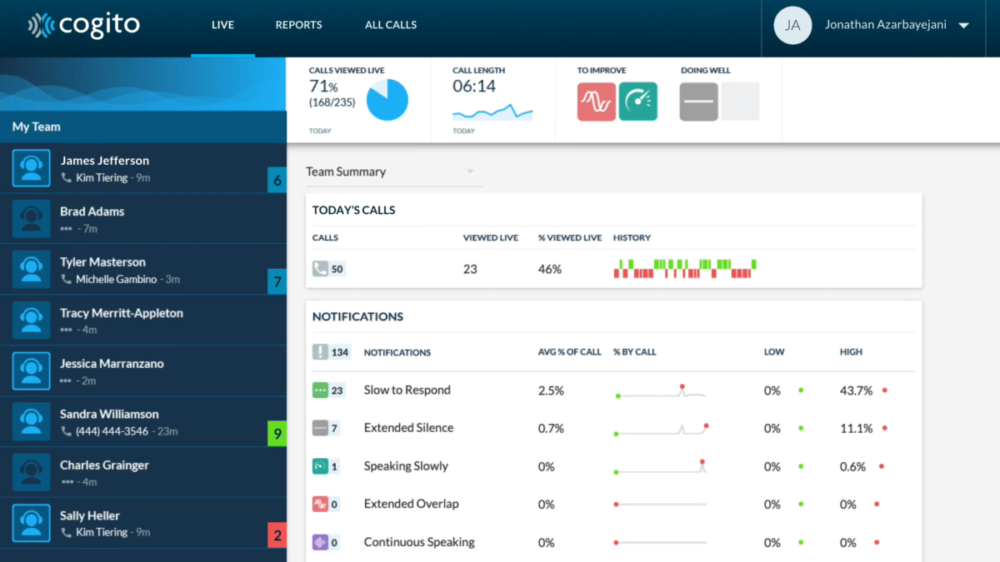 cogito
LIVE
REPORTS
ALL CALLS
JA
Jonathan Azarbayejani
My Team
James Jefferson
Kim Tiering - 9m
6
Brad Adams
••• - 7m
Tyler Masterson
Michelle Gambino - 3m
7
Tracy Merritt-Appleton
••• - 4m
Jessica Marranzano
••• - 2m
Sandra Williamson
(444) 444-3546 - 23m
9
Charles Grainger
••• - 4m
Sally Heller
Kim Tiering - 9m
2
CALLS VIEWED LIVE
71%
(168/235)
TODAY
CALL LENGTH
06:14
TODAY
TO IMPROVE
DOING WELL
Team Summary
TODAY'S CALLS
CALLS VIEWED LIVE % VIEWED LIVE HISTORY
50 23 46%
NOTIFICATIONS
134 NOTIFICATIONS AVG % OF CALL % BY CALL LOW HIGH
23 Slow to Respond 2.5% 0% 43.7%
7 Extended Silence 0.7% 0% 11.1%
1 Speaking Slowly 0% 0% 0.6%
0 Extended Overlap 0% 0% 0%
0 Continuous Speaking 0% 0% 0%